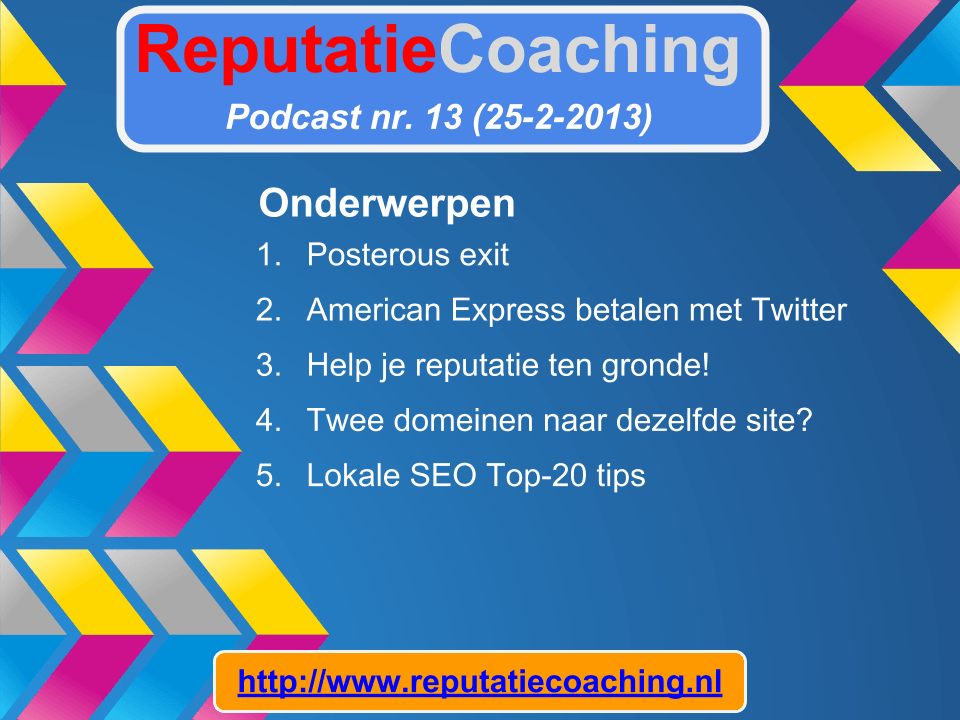 ReputatieCoaching
Podcast nr. 13 (25-2-2013)
Onderwerpen
1. Posterous exit
2. American Express betalen met Twitter
3. Help je reputatie ten gronde!
4. Twee domeinen naar dezelfde site?
5. Lokale SEO Top-20 tips
http://www.reputatiecoaching.nl